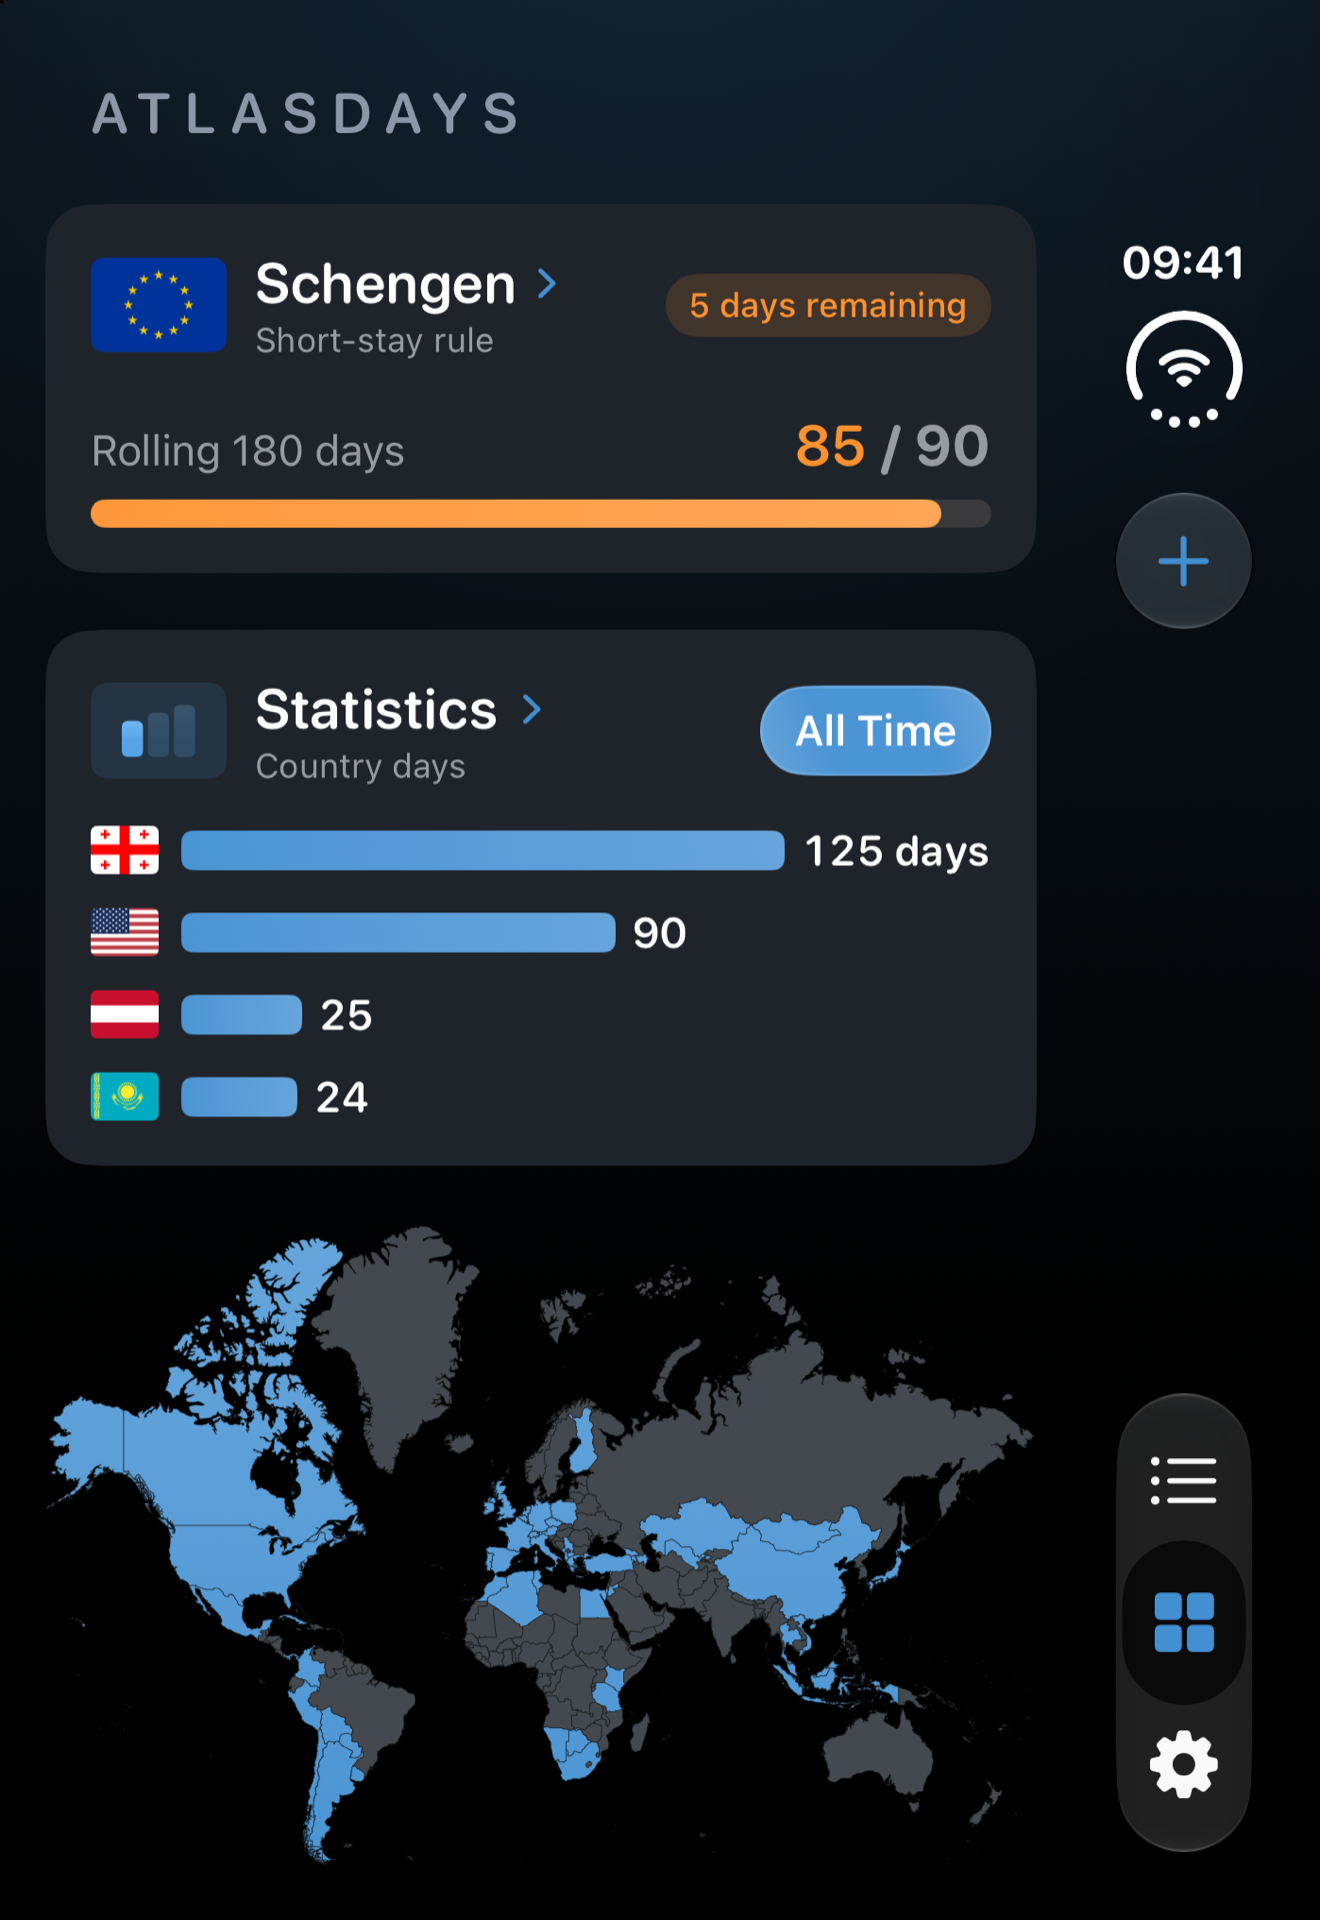 ATLASDAYS
Schengen
5 days remaining
Short-stay rule
Rolling 180 days
85 / 90
09:41
Statistics
All Time
Country days
125 days
90
25
24